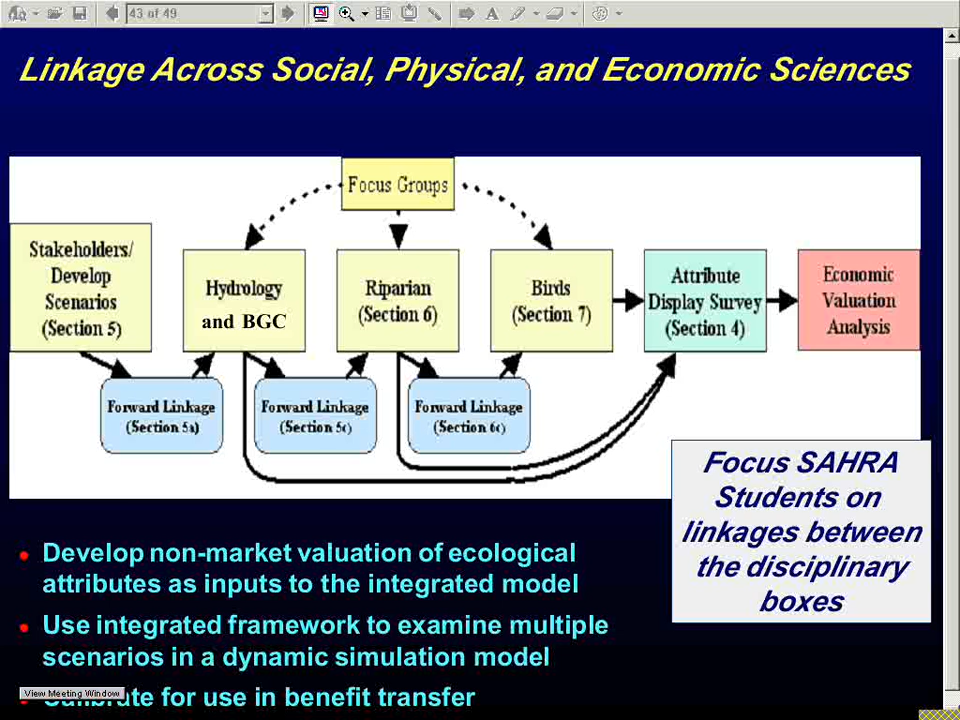 43 of 49
Linkage Across Social, Physical, and Economic Sciences
Focus Groups
Stakeholders/
Develop
Scenarios
(Section 5)
Hydrology
and BGC
Riparian
(Section 6)
Birds
(Section 7)
Attribute
Display Survey
(Section 4)
Economic
Valuation
Analysis
Forward Linkage
(Section 5a)
Forward Linkage
(Section 5c)
Forward Linkage
(Section 6c)
Focus SAHRA
Students on
linkages between
the disciplinary
boxes
Develop non-market valuation of ecological
attributes as inputs to the integrated model
Use integrated framework to examine multiple
scenarios in a dynamic simulation model
for use in benefit transfer
View Meeting Window